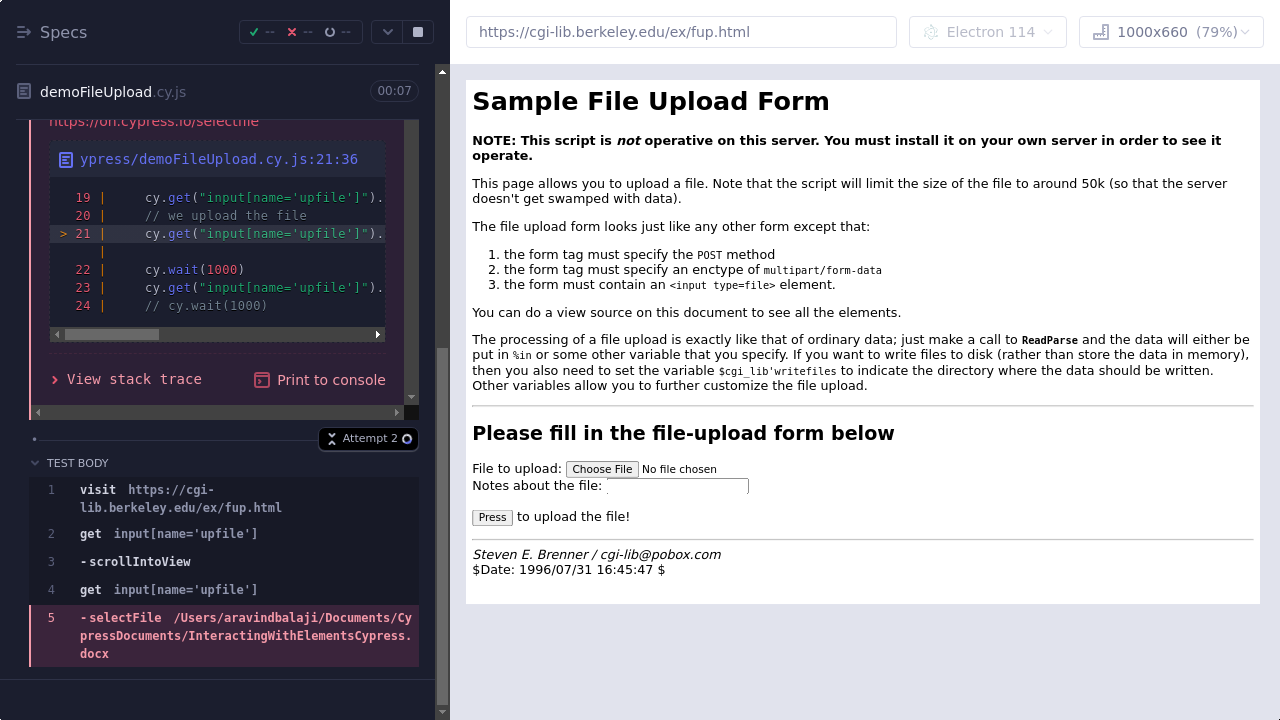 Specs
--
--
--
demoFileUpload.cy.js
00:07
https://on.cypress.io/selectfile
ypress/demoFileUpload.cy.js:21:36
19 | cy.get("input[name='upfile']").
20 | // we upload the file
> 21 | cy.get("input[name='upfile']").
|
22 | cy.wait(1000)
23 | cy.get("input[name='upfile']").
24 | // cy.wait(1000)
View stack trace
Print to console
Attempt 2
TEST BODY
1 visit https://cgi-
lib.berkeley.edu/ex/fup.html
2 get input[name='upfile']
3 -scrollIntoView
4 get input[name='upfile']
5 -selectFile /Users/aravindbalaji/Documents/Cy
pressDocuments/InteractingWithElementsCypress.
docx
https://cgi-lib.berkeley.edu/ex/fup.html
Electron 114
1000x660 (79%)
Sample File Upload Form
NOTE: This script is not operative on this server. You must install it on your own server in order to see it
operate.
This page allows you to upload a file. Note that the script will limit the size of the file to around 50k (so that the server
doesn't get swamped with data).
The file upload form looks just like any other form except that:
1. the form tag must specify the POST method
2. the form tag must specify an enctype of multipart/form-data
3. the form must contain an <input type=file> element.
You can do a view source on this document to see all the elements.
The processing of a file upload is exactly like that of ordinary data; just make a call to ReadParse and the data will either be
put in %in or some other variable that you specify. If you want to write files to disk (rather than store the data in memory),
then you also need to set the variable $cgi_lib'writefiles to indicate the directory where the data should be written.
Other variables allow you to further customize the file upload.
Please fill in the file-upload form below
File to upload: Choose File No file chosen
Notes about the file:
Press to upload the file!
Steven E. Brenner / cgi-lib@pobox.com
$Date: 1996/07/31 16:45:47 $